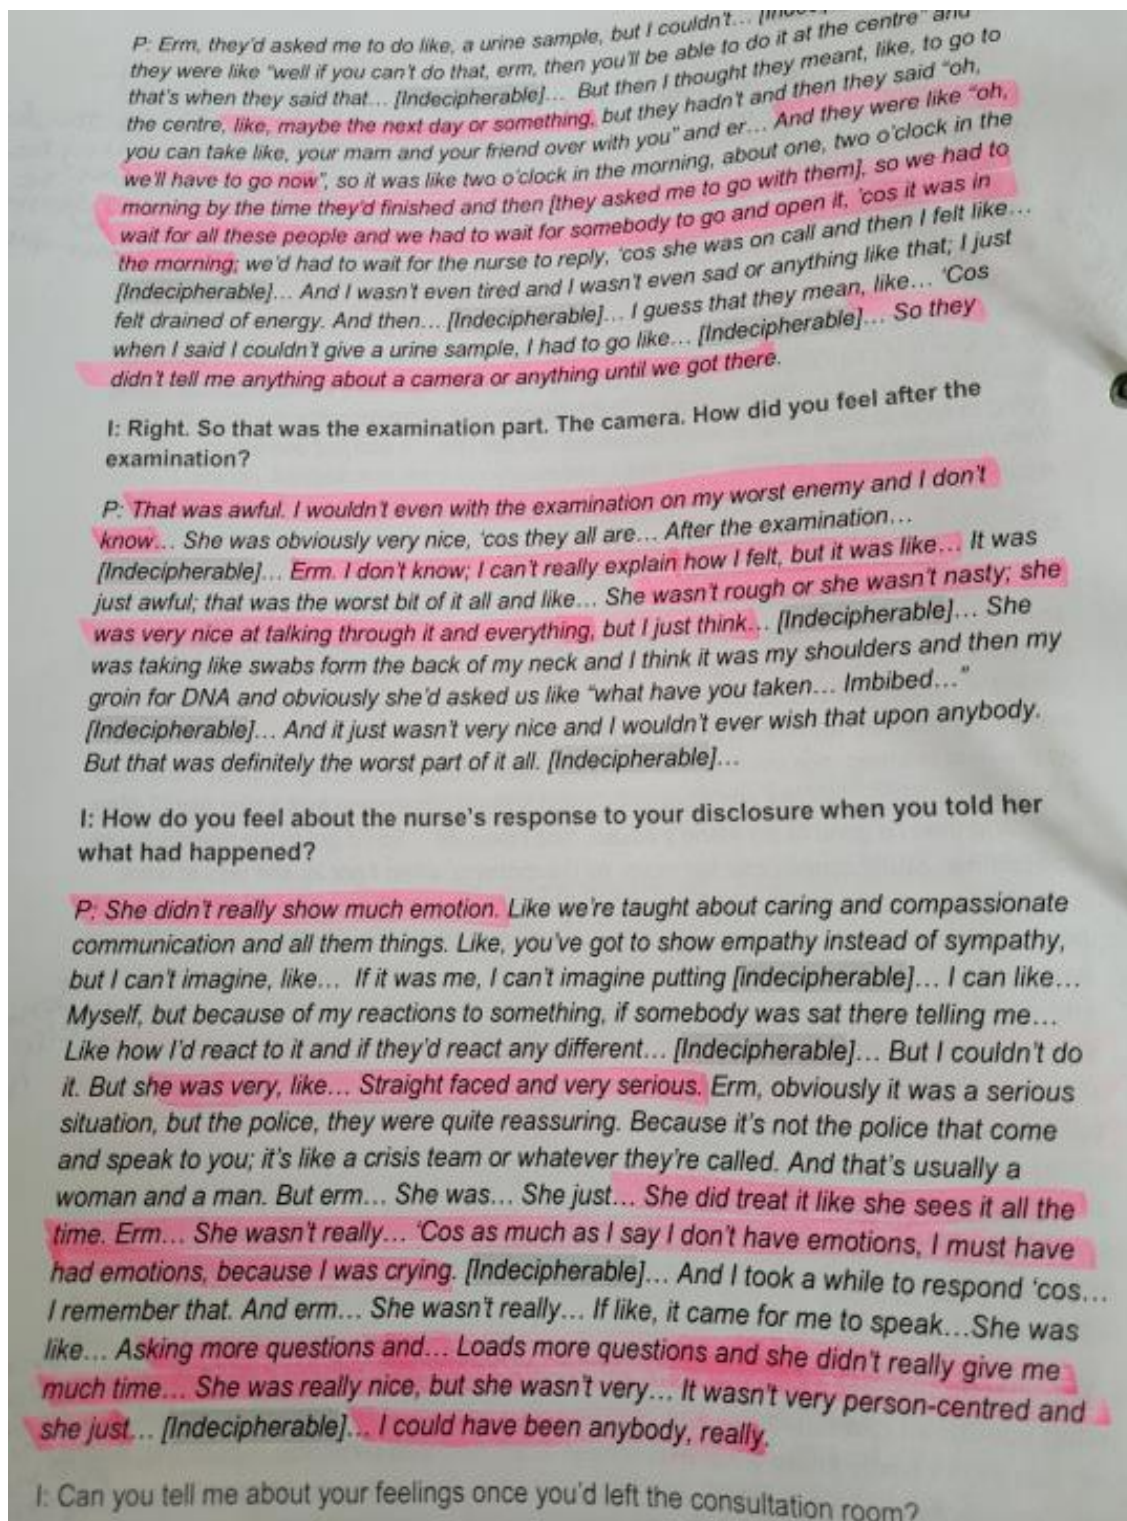 P: Erm, they'd asked me to do like, a urine sample, but I couldn't...
they were like "well if you can't do that, erm, then you'll be able to do it at the centre" and
that's when they said that... [Indecipherable]... But then I thought they meant, like, to go to
the centre, like, maybe the next day or something, but they hadn't and then they said "oh,
you can take like, your mam and your friend over with you" and er... And they were like "oh,
we'll have to go now", so it was like two o'clock in the morning, about one, two o'clock in the
morning by the time they'd finished and then [they asked me to go with them], so we had to
wait for all these people and we had to wait for somebody to go and open it, 'cos it was in
the morning; we'd had to wait for the nurse to reply, 'cos she was on call and then I felt like...
[Indecipherable]... And I wasn't even tired and I wasn't even sad or anything like that; I just
felt drained of energy. And then... [Indecipherable]... I guess that they mean, like... 'Cos
when I said I couldn't give a urine sample, I had to go like... [Indecipherable]... So they
didn't tell me anything about a camera or anything until we got there.
I: Right. So that was the examination part. The camera. How did you feel after the
examination?
P: That was awful. I wouldn't even with the examination on my worst enemy and I don't
know... She was obviously very nice, 'cos they all are... After the examination...
[Indecipherable]... Erm. I don't know; I can't really explain how I felt, but it was like... It was
just awful; that was the worst bit of it all and like... She wasn't rough or she wasn't nasty; she
was very nice at talking through it and everything, but I just think... [Indecipherable]... She
was taking like swabs form the back of my neck and I think it was my shoulders and then my
groin for DNA and obviously she'd asked us like "what have you taken... Imbibed..."
[Indecipherable]... And it just wasn't very nice and I wouldn't ever wish that upon anybody.
But that was definitely the worst part of it all. [Indecipherable]...
I: How do you feel about the nurse's response to your disclosure when you told her
what had happened?
P: She didn't really show much emotion. Like we're taught about caring and compassionate
communication and all them things. Like, you've got to show empathy instead of sympathy,
but I can't imagine, like... If it was me, I can't imagine putting [indecipherable]... I can like...
Myself, but because of my reactions to something, if somebody was sat there telling me...
Like how I'd react to it and if they'd react any different... [Indecipherable]... But I couldn't do
it. But she was very, like... Straight faced and very serious. Erm, obviously it was a serious
situation, but the police, they were quite reassuring. Because it's not the police that come
and speak to you; it's like a crisis team or whatever they're called. And that's usually a
woman and a man. But erm... She was... She just... She did treat it like she sees it all the
time. Erm... She wasn't really... 'Cos as much as I say I don't have emotions, I must have
had emotions, because I was crying. [Indecipherable]... And I took a while to respond 'cos...
I remember that. And erm... She wasn't really... If like, it came for me to speak...She was
like... Asking more questions and... Loads more questions and she didn't really give me
much time... She was really nice, but she wasn't very... It wasn't very person-centred and
she just... [Indecipherable]... I could have been anybody, really.
I: Can you tell me about your feelings once you'd left the consultation room?